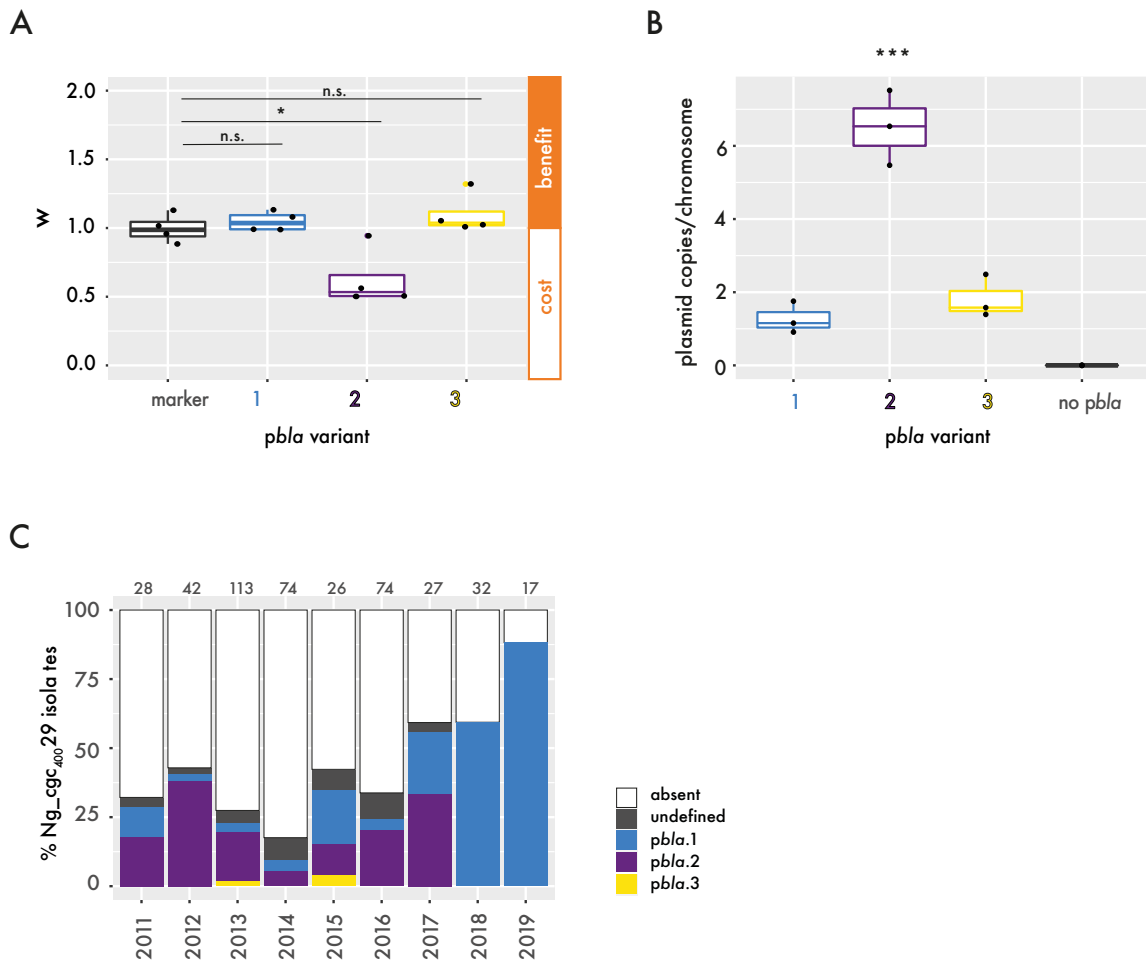 A
2.0
1.5
1.0
0.5
0.0
w
n.s.
*
n.s.
benefit
cost
marker 1 2 3
pbla variant
B
***
6
4
2
0
plasmid copies/chromosome
1 2 3 no pbla
pbla variant
C
28 42 113 74 26 74 27 32 17
100
75
50
25
0
% Ng_cgc40029 isola tes
2011 2012 2013 2014 2015 2016 2017 2018 2019
absent
undefined
pbla.1
pbla.2
pbla.3